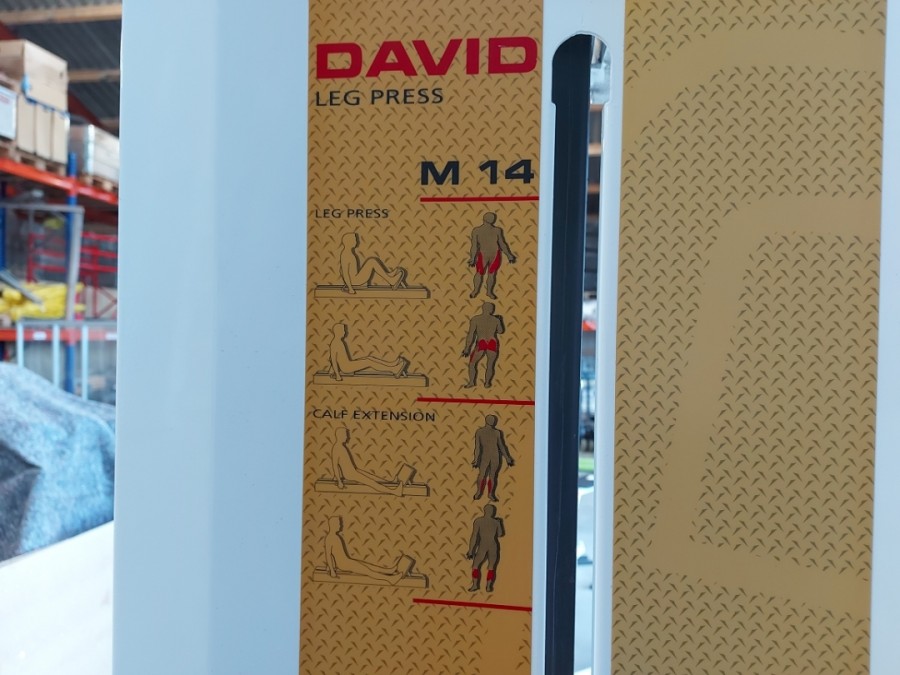 DAVID
LEG PRESS
M 14
LEG PRESS
CALF EXTENSION